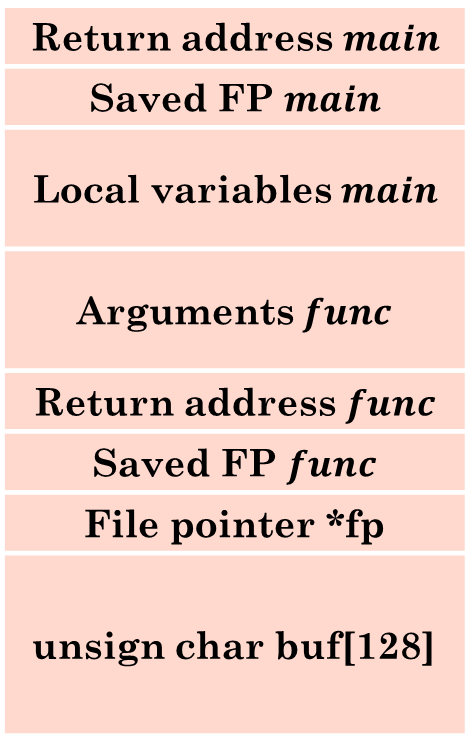 Return address main
Saved FP main
Local variables main
Arguments func
Return address func
Saved FP func
File pointer *fp
unsign char buf[128]